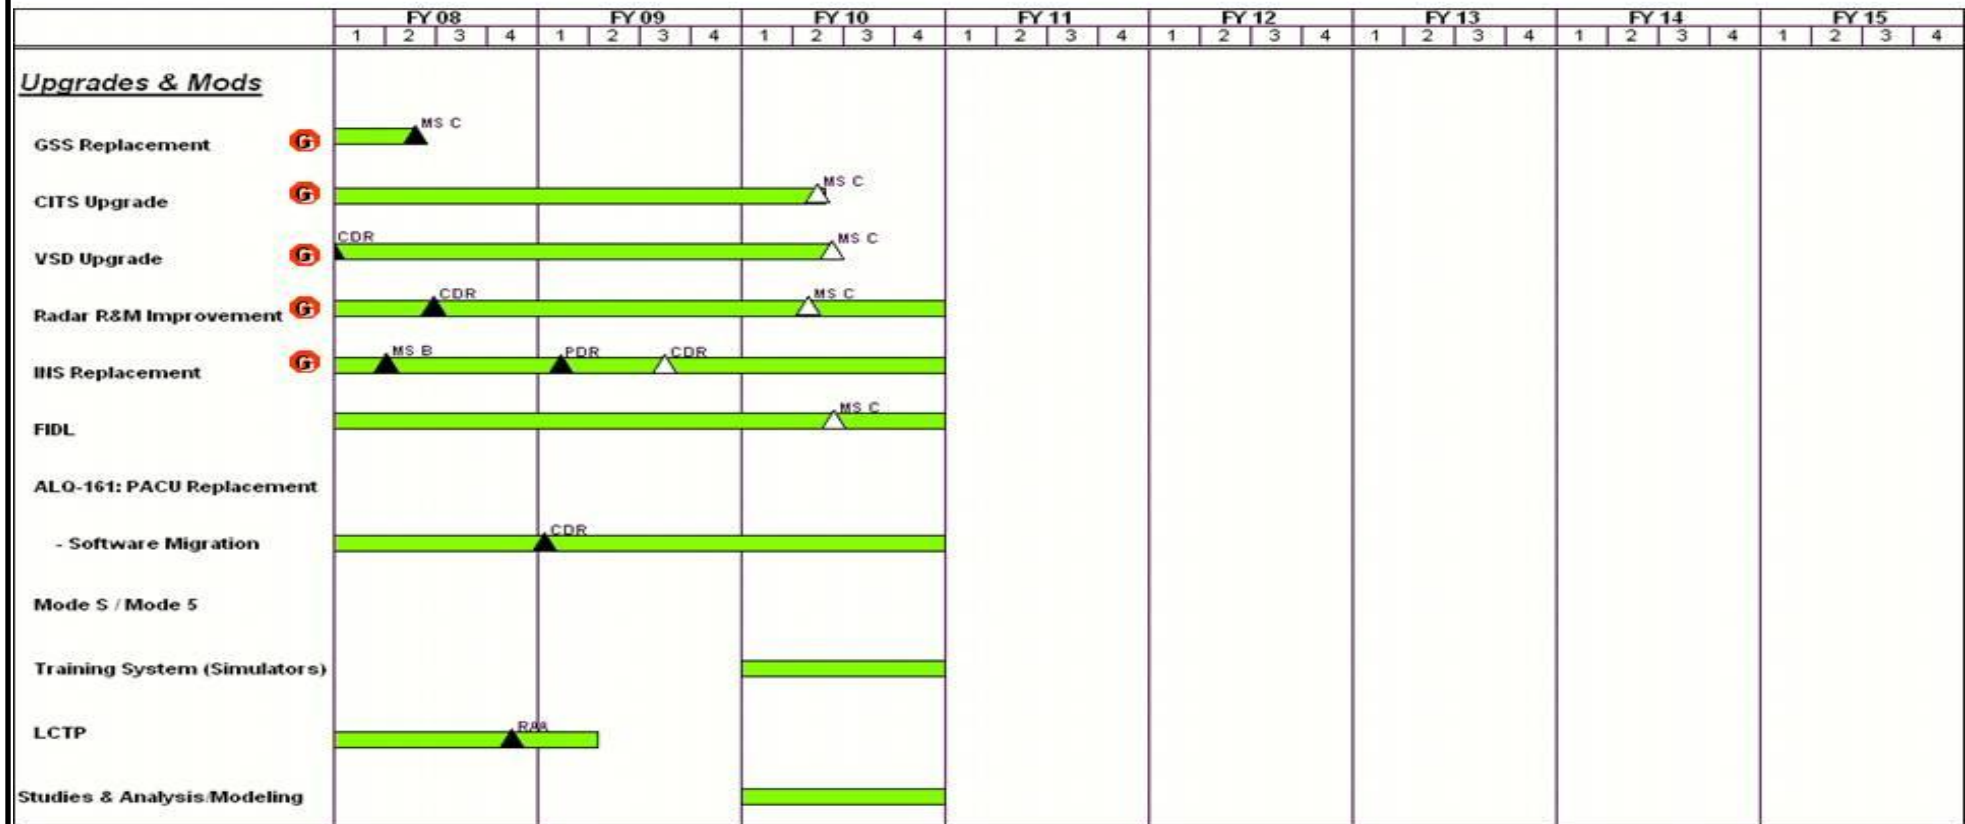 FY 08 FY 09 FY 10 FY 11 FY 12 FY 13 FY 14 FY 15
1 2 3 4 1 2 3 4 1 2 3 4 1 2 3 4 1 2 3 4 1 2 3 4 1 2 3 4 1 2 3 4
Upgrades & Mods
MS C
GSS Replacement G
MS C
CITS Upgrade G
CDR MS C
VSD Upgrade G
CDR MS C
Radar R&M Improvement G
MS B PDR CDR
INS Replacement G
MS C
FIDL
ALQ-161: PACU Replacement
CDR
- Software Migration
Mode S / Mode 5
Training System (Simulators)
LCTP
Studies & Analysis/Modeling